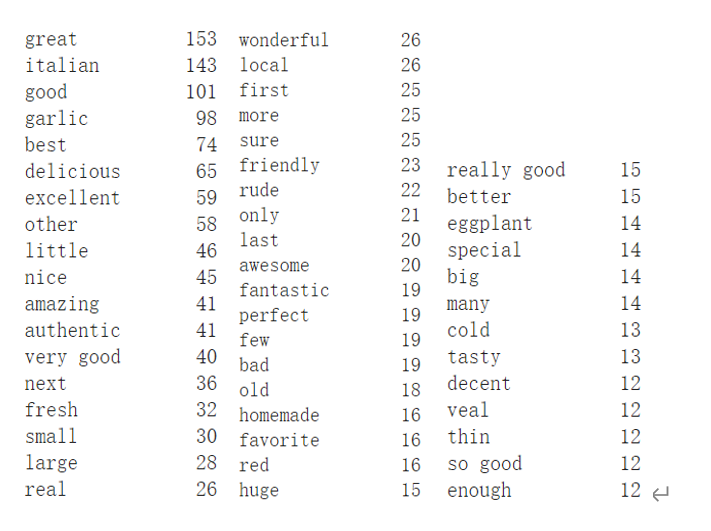 great 153
italian 143
good 101
garlic 98
best 74
delicious 65
excellent 59
other 58
little 46
nice 45
amazing 41
authentic 41
very good 40
next 36
fresh 32
small 30
large 28
real 26
wonderful 26
local 26
first 25
more 25
sure 25
friendly 23
rude 22
only 21
last 20
awesome 20
fantastic 19
perfect 19
few 19
bad 19
old 18
homemade 16
favorite 16
red 16
huge 15
really good 15
better 15
eggplant 14
special 14
big 14
many 14
cold 13
tasty 13
decent 12
veal 12
thin 12
so good 12
enough 12